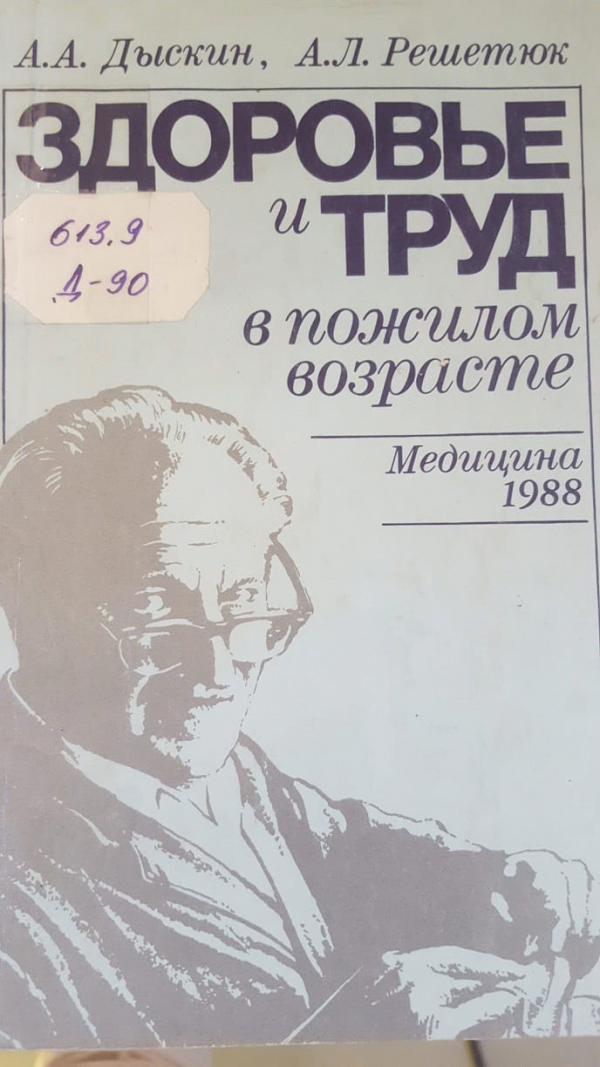 А.А. Дыскин, А.Л. Решетюк
ЗДОРОВЬЕ
и ТРУД
613.9
Д-90
в пожилом
возрасте
Медицина
1988